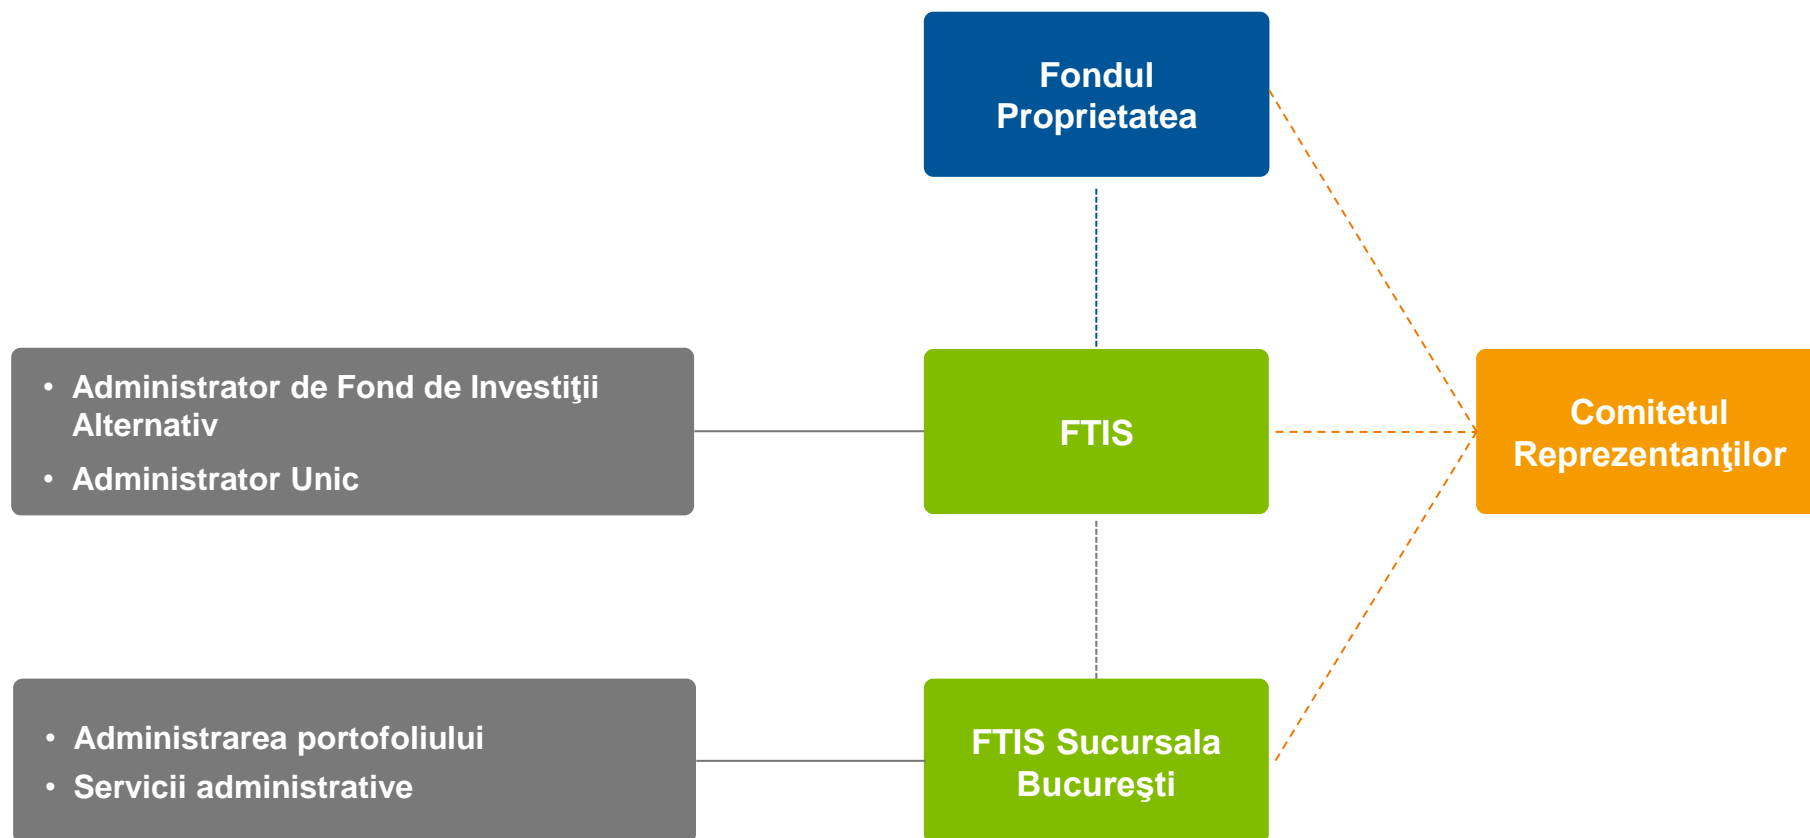 Fondul
Proprietatea
• Administrator de Fond de Investiţii
Alternativ
• Administrator Unic
FTIS
Comitetul
Reprezentanţilor
• Administrarea portofoliului
• Servicii administrative
FTIS Sucursala
Bucureşti